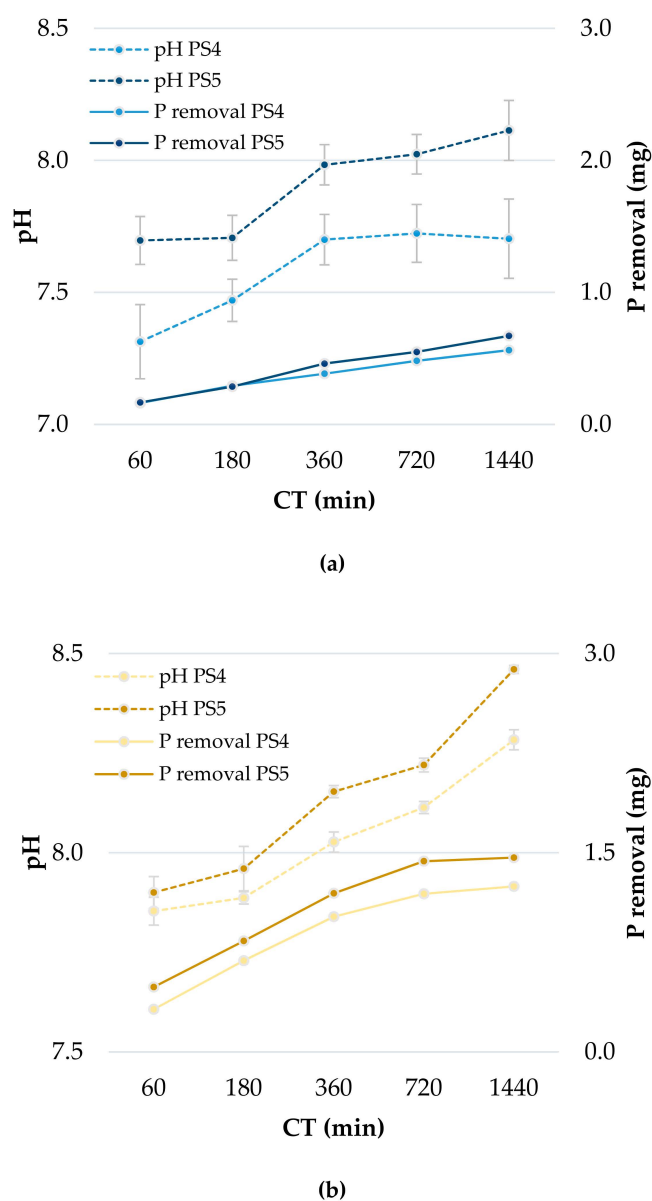 8.5
3.0
pH PS4
pH PS5
P removal PS4
P removal PS5
8.0
2.0
pH
P removal (mg)
7.5
1.0
7.0
0.0
60 180 360 720 1440
CT (min)
(a)
8.5
3.0
pH PS4
pH PS5
P removal PS4
P removal PS5
8.0
1.5
pH
P removal (mg)
7.5
0.0
60 180 360 720 1440
CT (min)
(b)